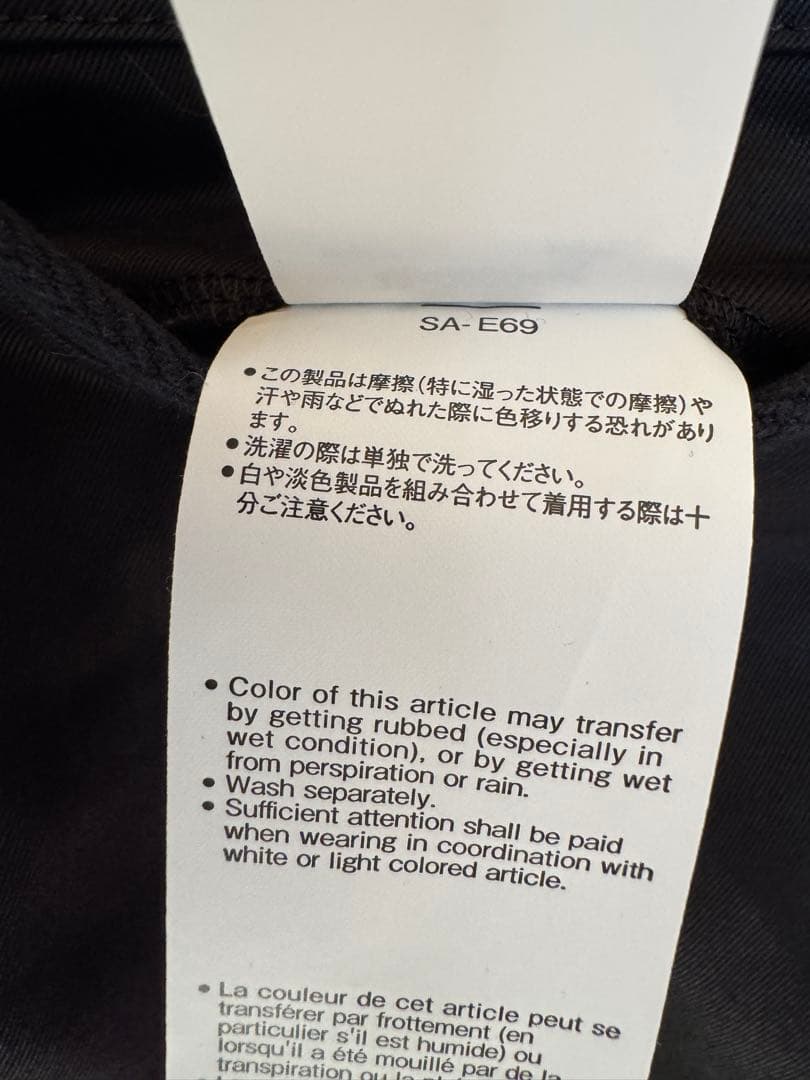 SA- E69
•この製品は摩擦(特に湿った状態での摩擦)や
汗や雨などでぬれた際に色移りする恐れがあり
ます。
•洗濯の際は単独で洗ってください。
•白や淡色製品を組み合わせて着用する際は十
分ご注意ください。
• Color of this article may transfer
by getting rubbed (especially in
wet condition), or by getting wet
from perspiration or rain.
• Wash separately.
• Sufficient attention shall be paid
when wearing in coordination with
white or light colored article.
• La couleur de cet article peut se
transférer par frottement (en
particulier s'il est humide) ou
lorsqu'il a été mouillé par de la
transpiration ou la